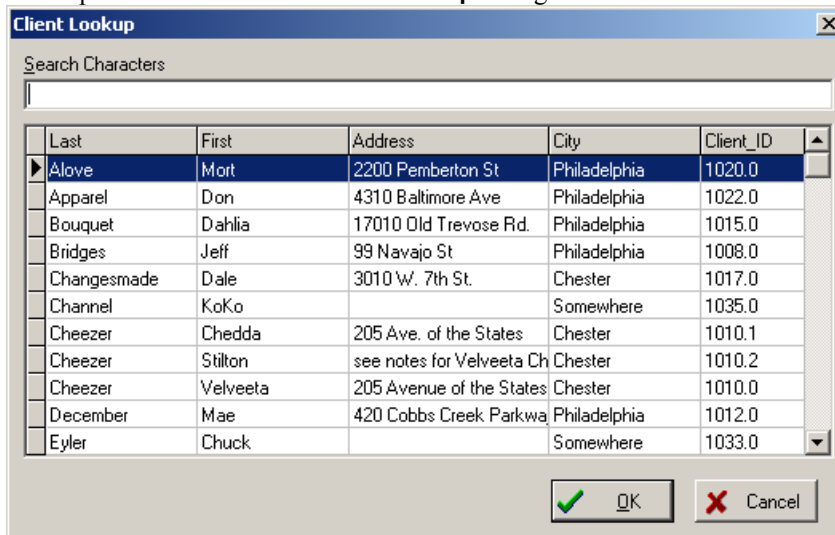 Client Lookup
Search Characters
Last First Address City Client_ID
Alove Mort 2200 Pemberton St Philadelphia 1020.0
Apparel Don 4310 Baltimore Ave Philadelphia 1022.0
Bouquet Dahlia 17010 Old Trevose Rd. Philadelphia 1015.0
Bridges Jeff 99 Navajo St Philadelphia 1008.0
Changesmade Dale 3010 W. 7th St. Chester 1017.0
Channel KoKo Somewhere 1035.0
Cheezer Chedda 205 Ave. of the States Chester 1010.1
Cheezer Stilton see notes for Velveeta Ch Chester 1010.2
Cheezer Velveeta 205 Avenue of the States Chester 1010.0
December Mae 420 Cobbs Creek Parkwa Philadelphia 1012.0
Eyler Chuck Somewhere 1033.0
OK Cancel